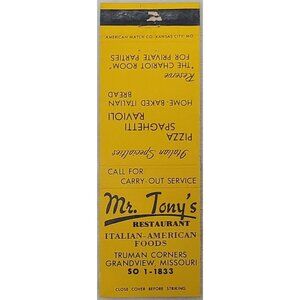 AMERICAN MATCH CO. KANSAS CITY, MO.
Reserve
"THE CHARIOT ROOM"
FOR PRIVATE PARTIES
Italian Specialties
PIZZA
SPAGHETTI
RAVIOLI
HOME BAKED ITALIAN
BREAD
CALL FOR
CARRY-OUT SERVICE
Mr. Tony's
RESTAURANT
ITALIAN-AMERICAN
FOODS
TRUMAN CORNERS
GRANDVIEW, MISSOURI
SO 1-1833
CLOSE COVER BEFORE STRIKING